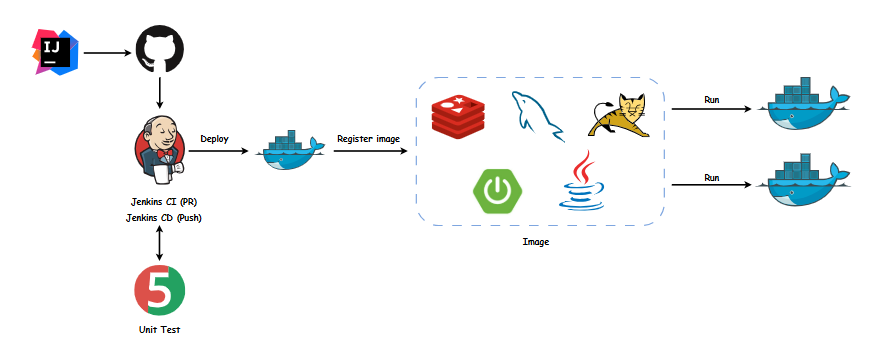 IJ
Deploy
Register image
Run
Run
Jenkins CI (PR)
Jenkins CD (Push)
Image
5
Unit Test